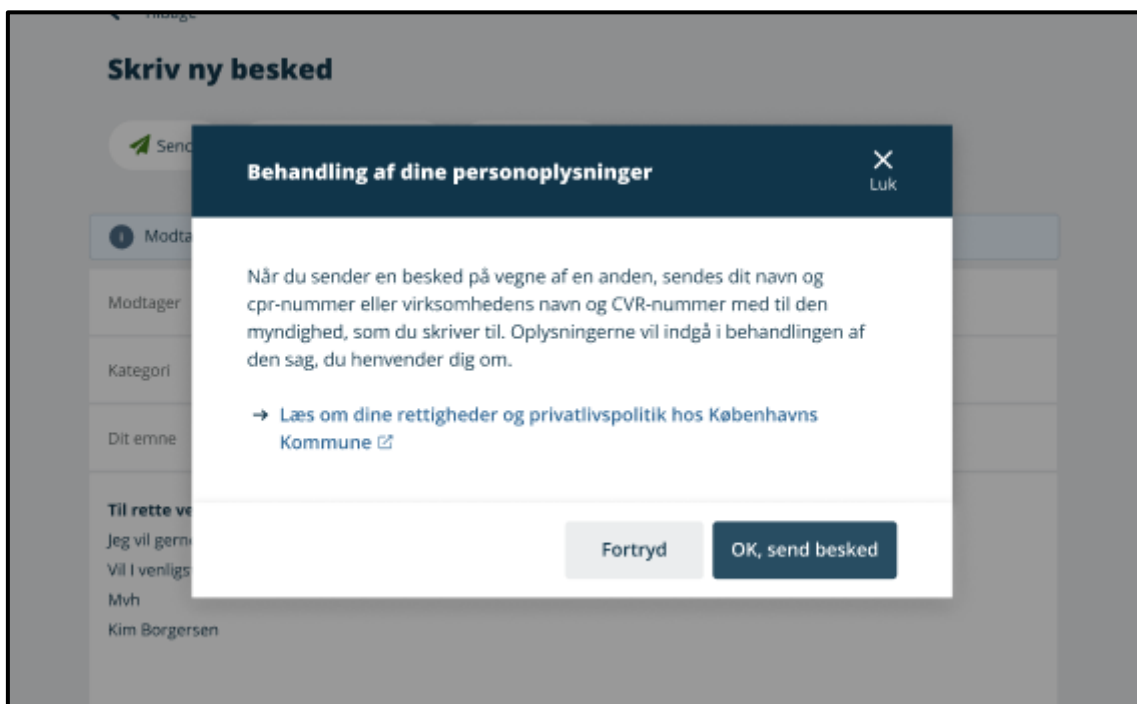 Tilbage
Skriv ny besked
Send
Behandling af dine personoplysninger
Luk
Modta
Når du sender en besked på vegne af en anden, sendes dit navn og
cpr-nummer eller virksomhedens navn og CVR-nummer med til den
myndighed, som du skriver til. Oplysningerne vil indgå i behandlingen af
den sag, du henvender dig om.
Modtager
Kategori
→ Læs om dine rettigheder og privatlivspolitik hos Københavns
Kommune
Dit emne
Til rette ve
Jeg vil gern
Vil I venligs
Mvh
Kim Borgersen
Fortryd
OK, send besked